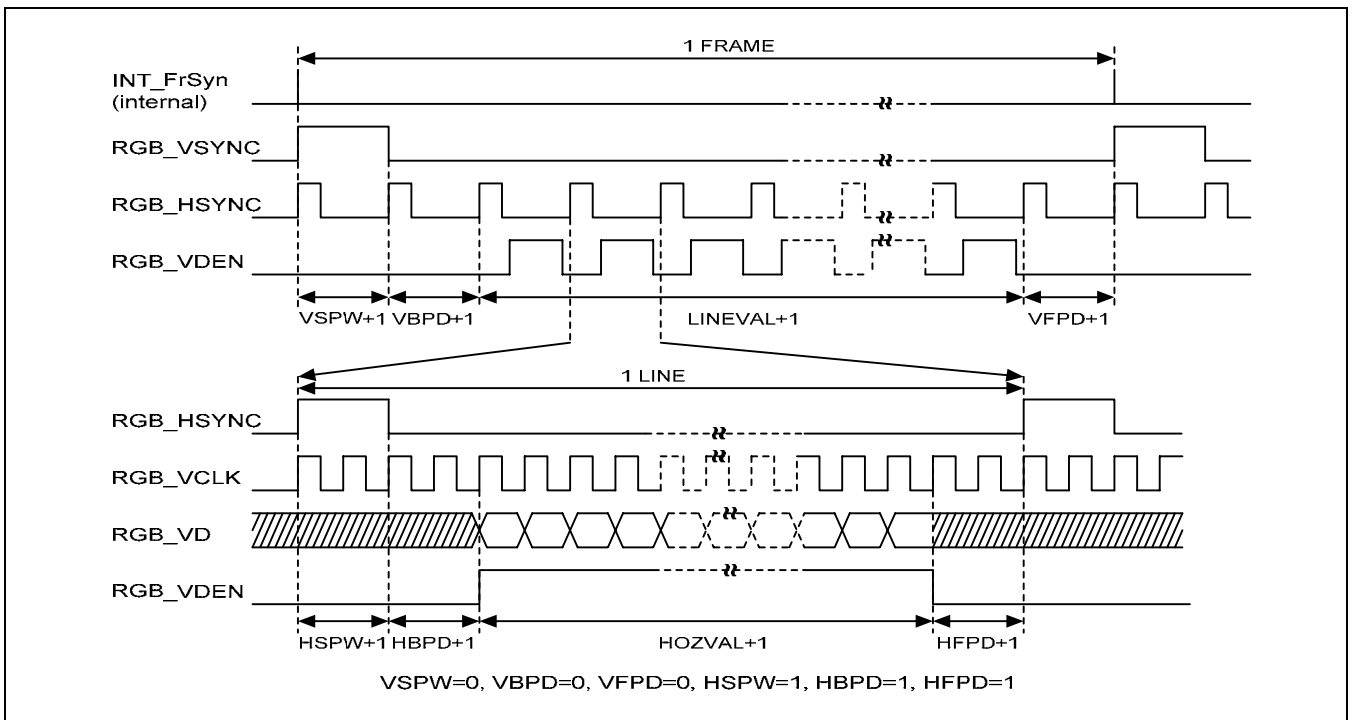 1 FRAME
INT_FrSyn
(internal)
RGB_VSYNC
RGB_HSYNC
RGB_VDEN
VSPW+1 VBPD+1 LINEVAL+1 VFPD+1
1 LINE
RGB_HSYNC
RGB_VCLK
RGB_VD
RGB_VDEN
HSPW+1 HBPD+1 HOZVAL+1 HFPD+1
VSPW=0, VBPD=0, VFPD=0, HSPW=1, HBPD=1, HFPD=1